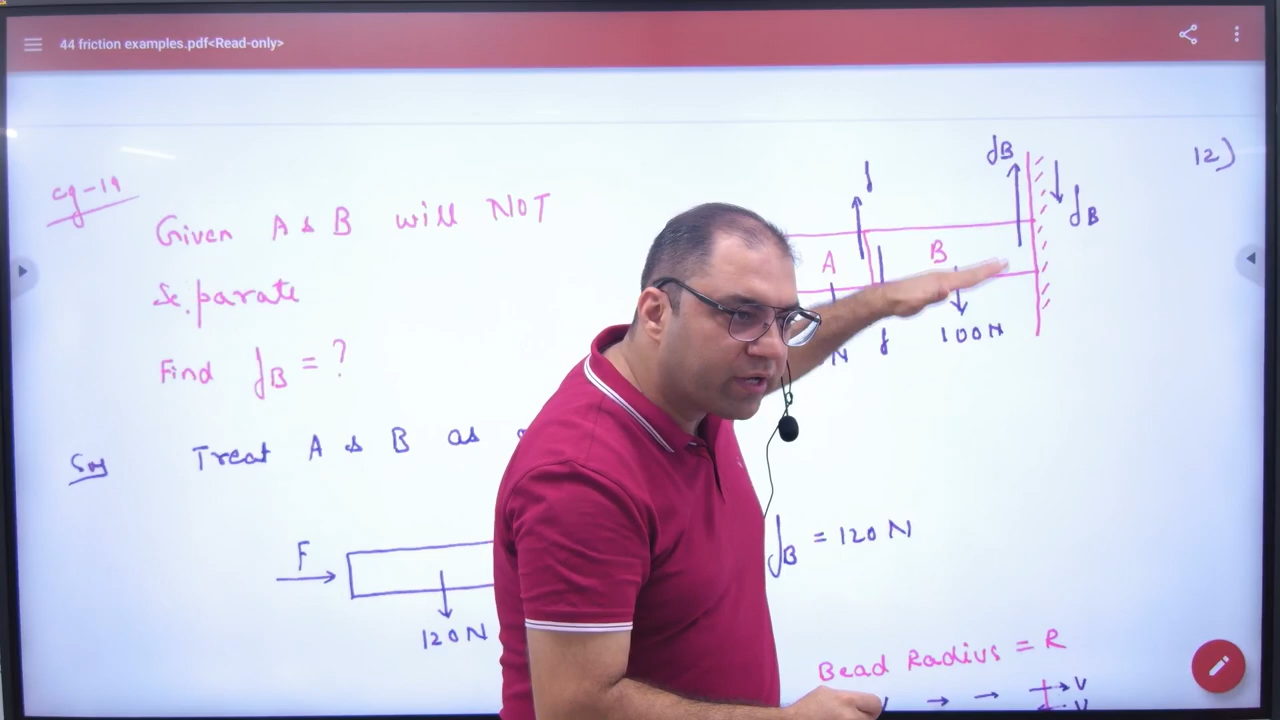 44 friction examples.pdf<Read-only>
eg-19
Given A & B will NOT
Separate
Find fB = ?
Treat A & B as
F
120N
f
A
B
fB
fB
N
f
100N
12)
fB = 120 N
Bead Radius = R
V
V